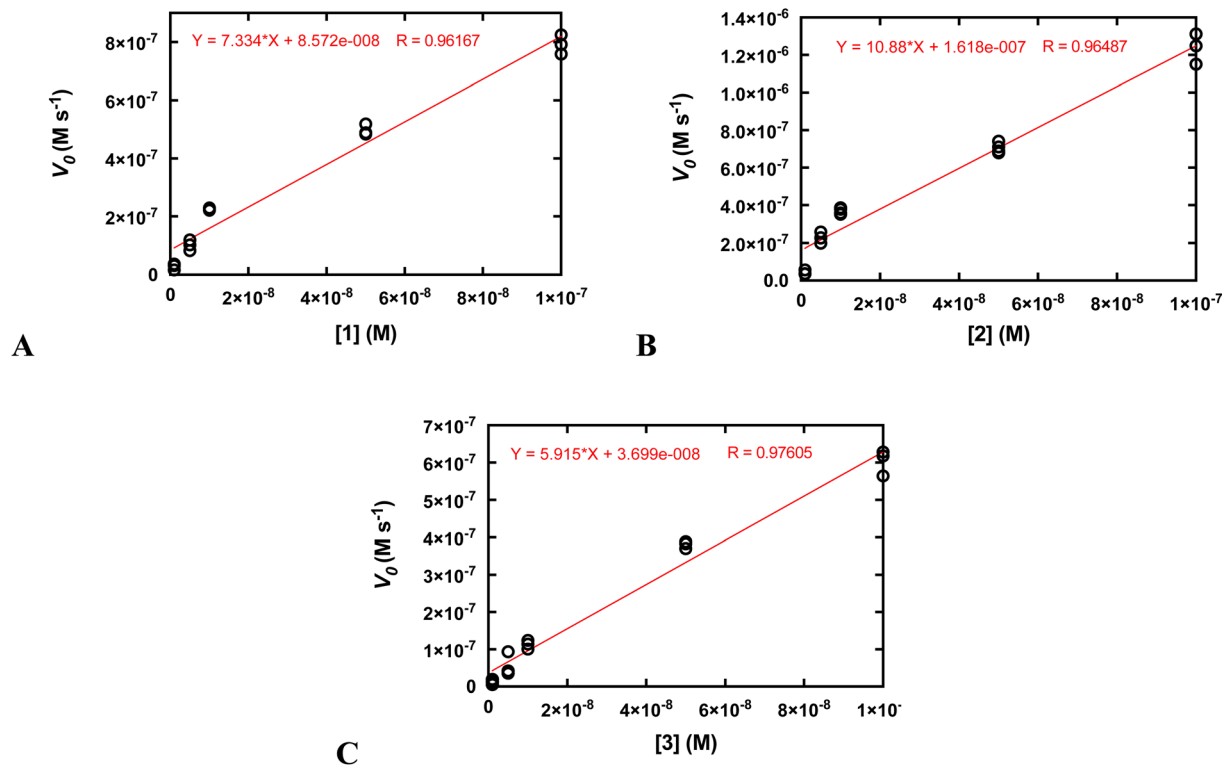 Y = 7.334*X + 8.572e-008 R = 0.96167
8×10⁻⁷
6×10⁻⁷
4×10⁻⁷
2×10⁻⁷
0
V₀ (M s⁻¹)
0 2×10⁻⁸ 4×10⁻⁸ 6×10⁻⁸ 8×10⁻⁸ 1×10⁻⁷
[1] (M)
A
Y = 10.88*X + 1.618e-007 R = 0.96487
1.4×10⁻⁶
1.2×10⁻⁶
1.0×10⁻⁶
8.0×10⁻⁷
6.0×10⁻⁷
4.0×10⁻⁷
2.0×10⁻⁷
0.0
V₀ (M s⁻¹)
0 2×10⁻⁸ 4×10⁻⁸ 6×10⁻⁸ 8×10⁻⁸ 1×10⁻⁷
[2] (M)
B
Y = 5.915*X + 3.699e-008 R = 0.97605
7×10⁻⁷
6×10⁻⁷
5×10⁻⁷
4×10⁻⁷
3×10⁻⁷
2×10⁻⁷
1×10⁻⁷
0
V₀ (M s⁻¹)
0 2×10⁻⁸ 4×10⁻⁸ 6×10⁻⁸ 8×10⁻⁸ 1×10⁻
[3] (M)
C